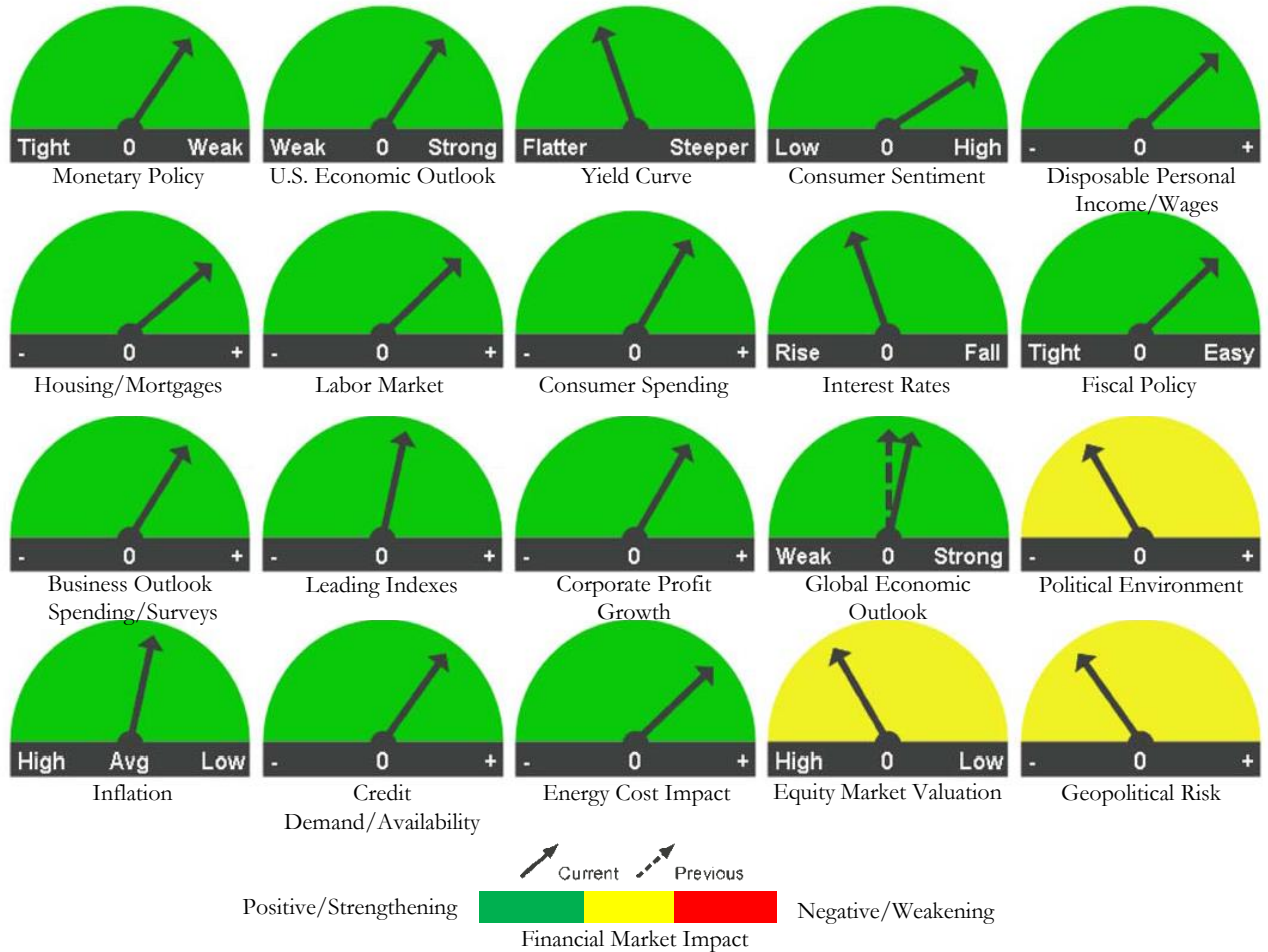 Tight 0 Weak
Monetary Policy
Weak 0 Strong
U.S. Economic Outlook
Flatter Steeper
Yield Curve
Low 0 High
Consumer Sentiment
- 0 +
Disposable Personal
Income/Wages
- 0 +
Housing/Mortgages
- 0 +
Labor Market
- 0 +
Consumer Spending
Rise 0 Fall
Interest Rates
Tight 0 Easy
Fiscal Policy
- 0 +
Business Outlook
Spending/Surveys
- 0 +
Leading Indexes
- 0 +
Corporate Profit
Growth
Weak 0 Strong
Global Economic
Outlook
- 0 +
Political Environment
High Avg Low
Inflation
- 0 +
Credit
Demand/Availability
- 0 +
Energy Cost Impact
High 0 Low
Equity Market Valuation
- 0 +
Geopolitical Risk
Current Previous
Positive/Strengthening Negative/Weakening
Financial Market Impact